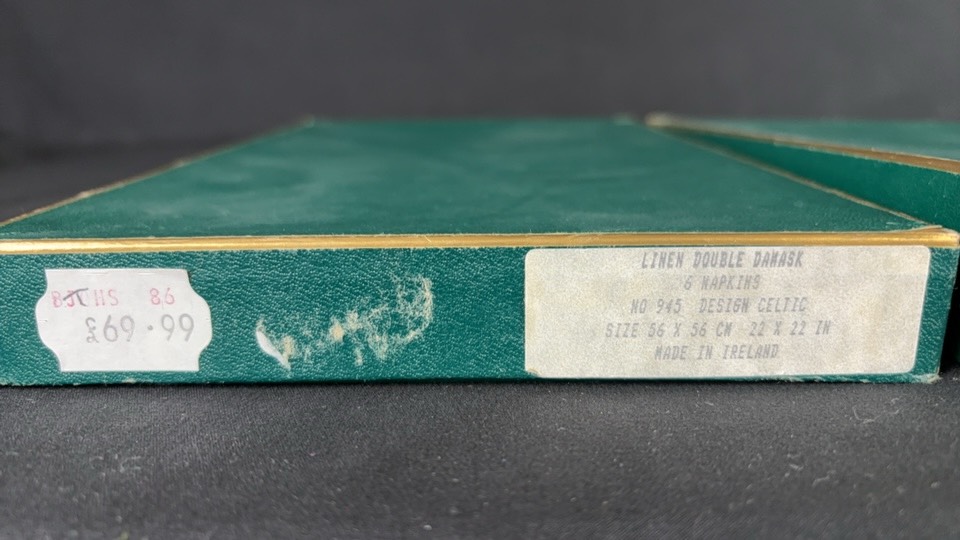 86
£69.99
LINEN DOUBLE DAMASK
6 NAPKINS
NO 945 DESIGN CELTIC
SIZE 56 X 56 CM 22 X 22 IN
MADE IN IRELAND